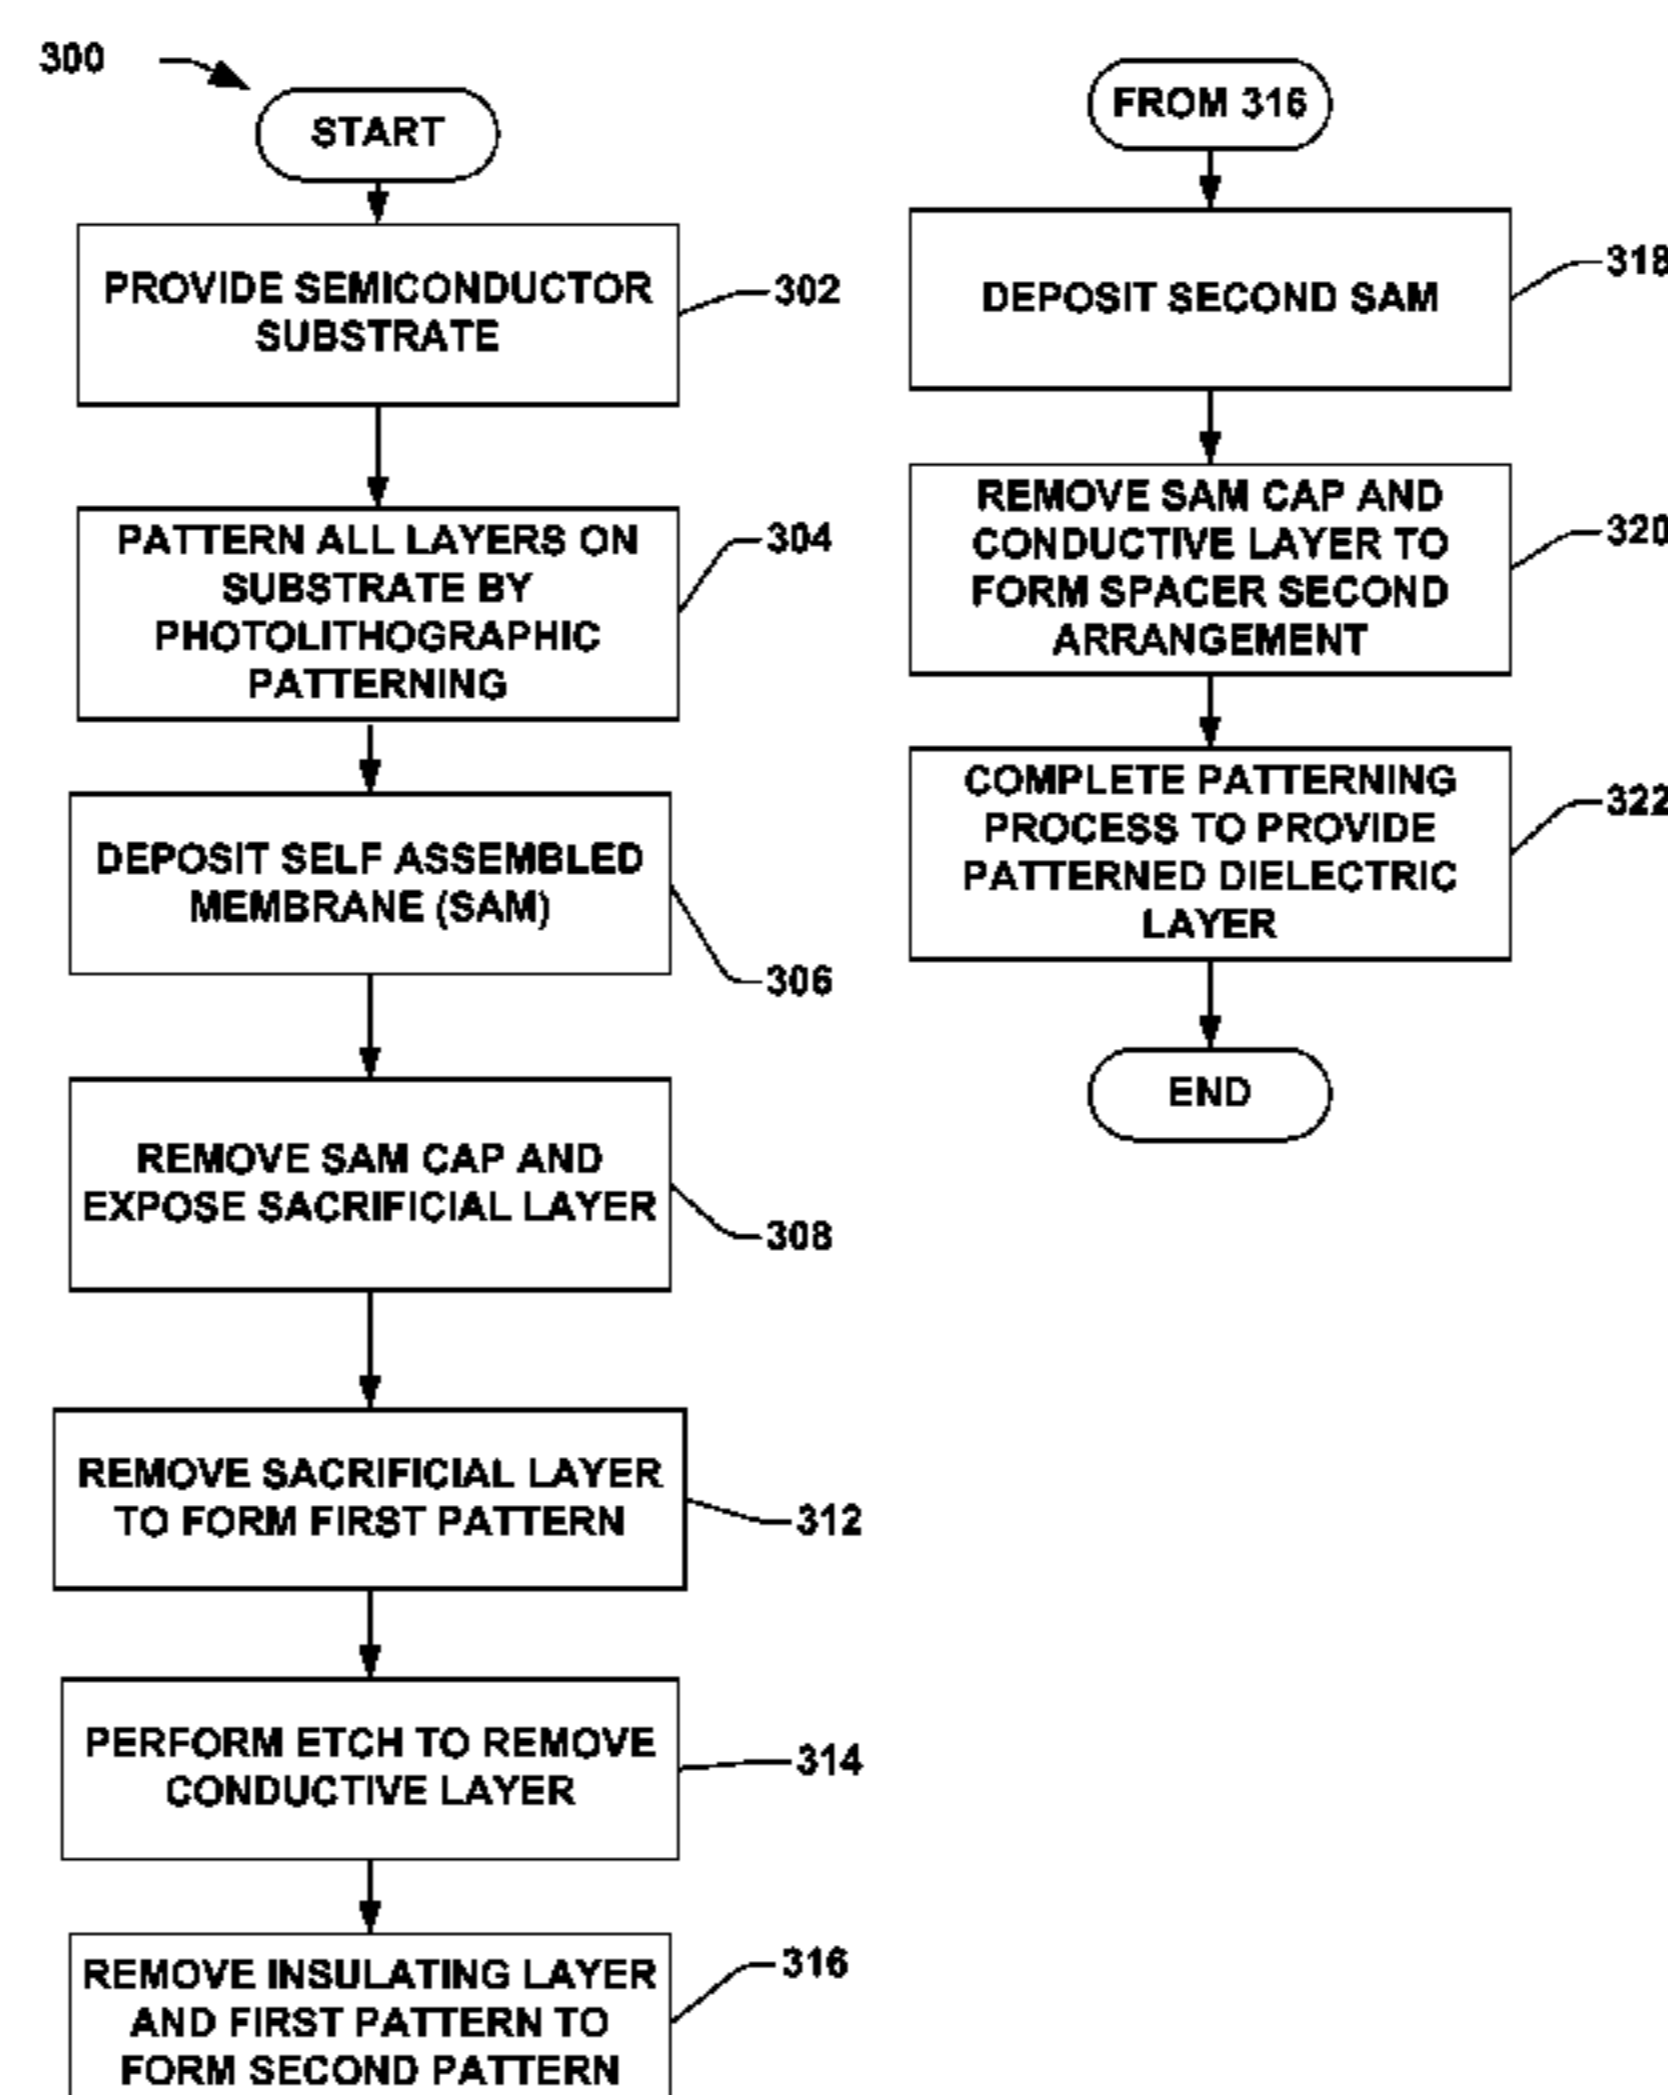 300
START
PROVIDE SEMICONDUCTOR
SUBSTRATE
302
PATTERN ALL LAYERS ON
SUBSTRATE BY
PHOTOLITHOGRAPHIC
PATTERNING
304
DEPOSIT SELF ASSEMBLED
MEMBRANE (SAM)
306
REMOVE SAM CAP AND
EXPOSE SACRIFICIAL LAYER
308
REMOVE SACRIFICIAL LAYER
TO FORM FIRST PATTERN
312
PERFORM ETCH TO REMOVE
CONDUCTIVE LAYER
314
REMOVE INSULATING LAYER
AND FIRST PATTERN TO
FORM SECOND PATTERN
316
FROM 316
DEPOSIT SECOND SAM
318
REMOVE SAM CAP AND
CONDUCTIVE LAYER TO
FORM SPACER SECOND
ARRANGEMENT
320
COMPLETE PATTERNING
PROCESS TO PROVIDE
PATTERNED DIELECTRIC
LAYER
322
END